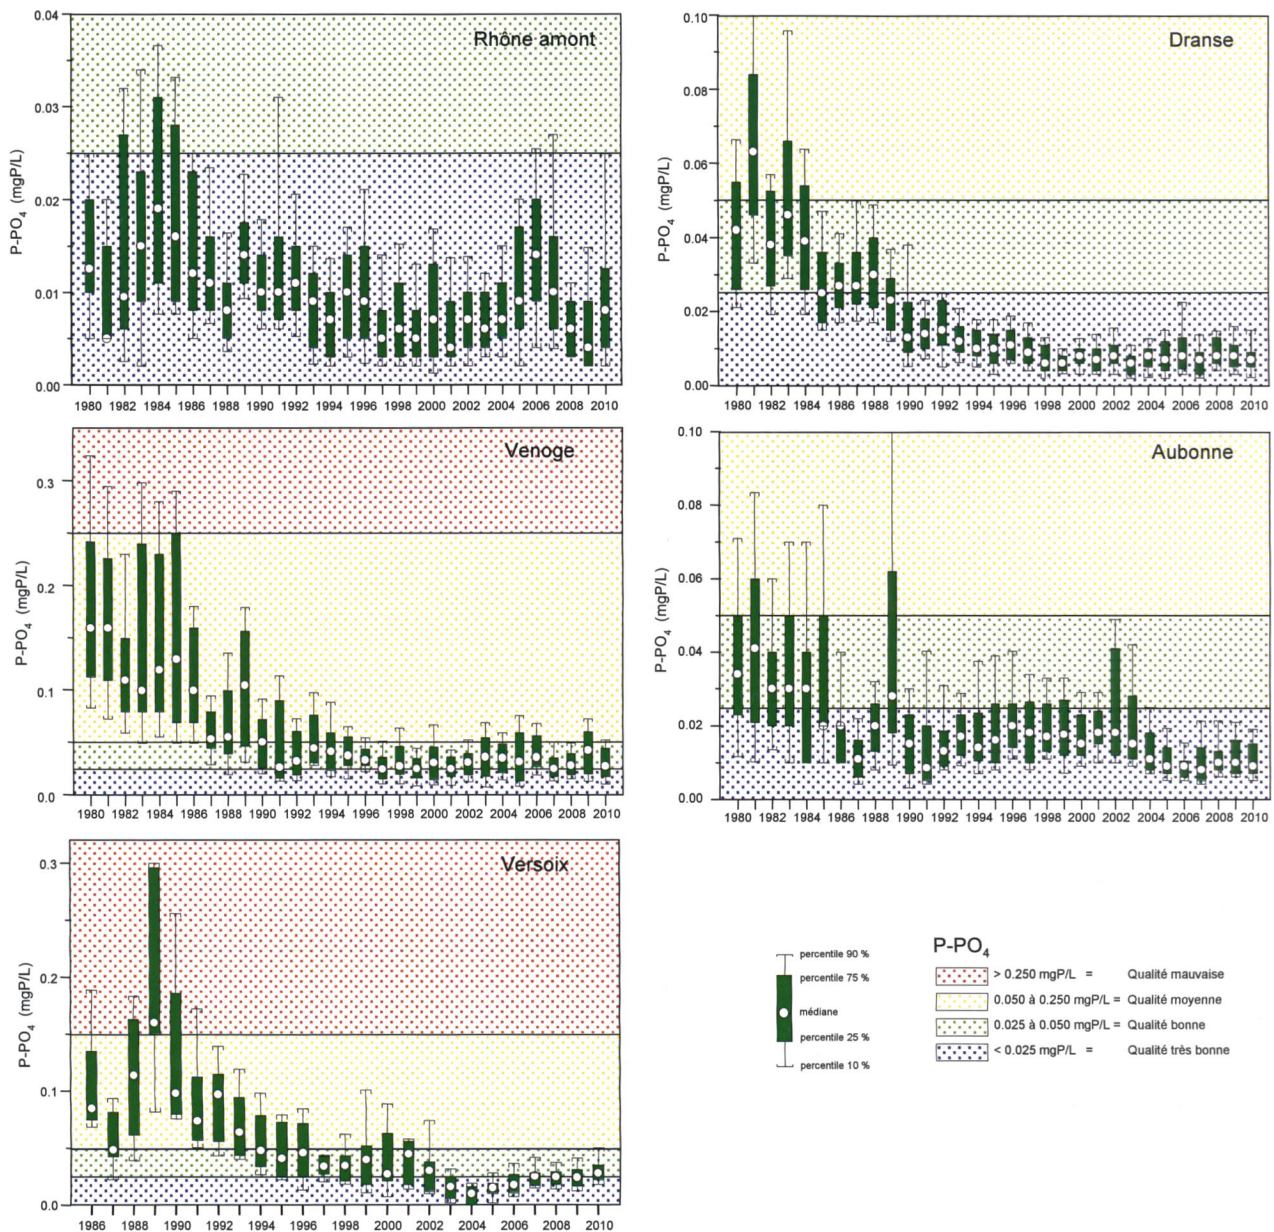 Rhône amont
P-PO4 (mgP/L)
0.04
0.03
0.02
0.01
0.00
1980 1982 1984 1986 1988 1990 1992 1994 1996 1998 2000 2002 2004 2006 2008 2010
Dranse
P-PO4 (mgP/L)
0.10
0.08
0.06
0.04
0.02
0.00
1980 1982 1984 1986 1988 1990 1992 1994 1996 1998 2000 2002 2004 2006 2008 2010
Venoge
P-PO4 (mgP/L)
0.3
0.2
0.1
0.0
1980 1982 1984 1986 1988 1990 1992 1994 1996 1998 2000 2002 2004 2006 2008 2010
Aubonne
P-PO4 (mgP/L)
0.10
0.08
0.06
0.04
0.02
0.00
1980 1982 1984 1986 1988 1990 1992 1994 1996 1998 2000 2002 2004 2006 2008 2010
Versoix
P-PO4 (mgP/L)
0.3
0.2
0.1
0.0
1986 1988 1990 1992 1994 1996 1998 2000 2002 2004 2006 2008 2010
percentile 90 %
percentile 75 %
médiane
percentile 25 %
percentile 10 %
P-PO4
> 0.250 mgP/L = Qualité mauvaise
0.050 à 0.250 mgP/L = Qualité moyenne
0.025 à 0.050 mgP/L = Qualité bonne
< 0.025 mgP/L = Qualité très bonne